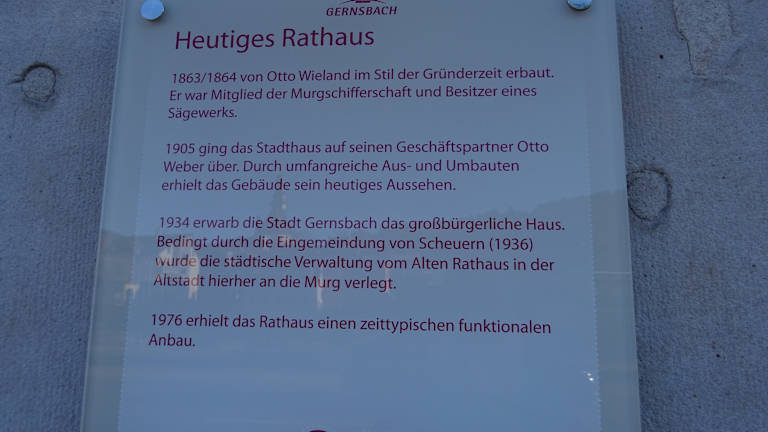 GERNSBACH
Heutiges Rathaus
1863/1864 von Otto Wieland im Stil der Gründerzeit erbaut.
Er war Mitglied der Murgschifferschaft und Besitzer eines
Sägewerks.
1905 ging das Stadthaus auf seinen Geschäftspartner Otto
Weber über. Durch umfangreiche Aus- und Umbauten
erhielt das Gebäude sein heutiges Aussehen.
1934 erwarb die Stadt Gernsbach das großbürgerliche Haus.
Bedingt durch die Eingemeindung von Scheuern (1936)
wurde die städtische Verwaltung vom Alten Rathaus in der
Altstadt hierher an die Murg verlegt.
1976 erhielt das Rathaus einen zeittypischen funktionalen
Anbau.